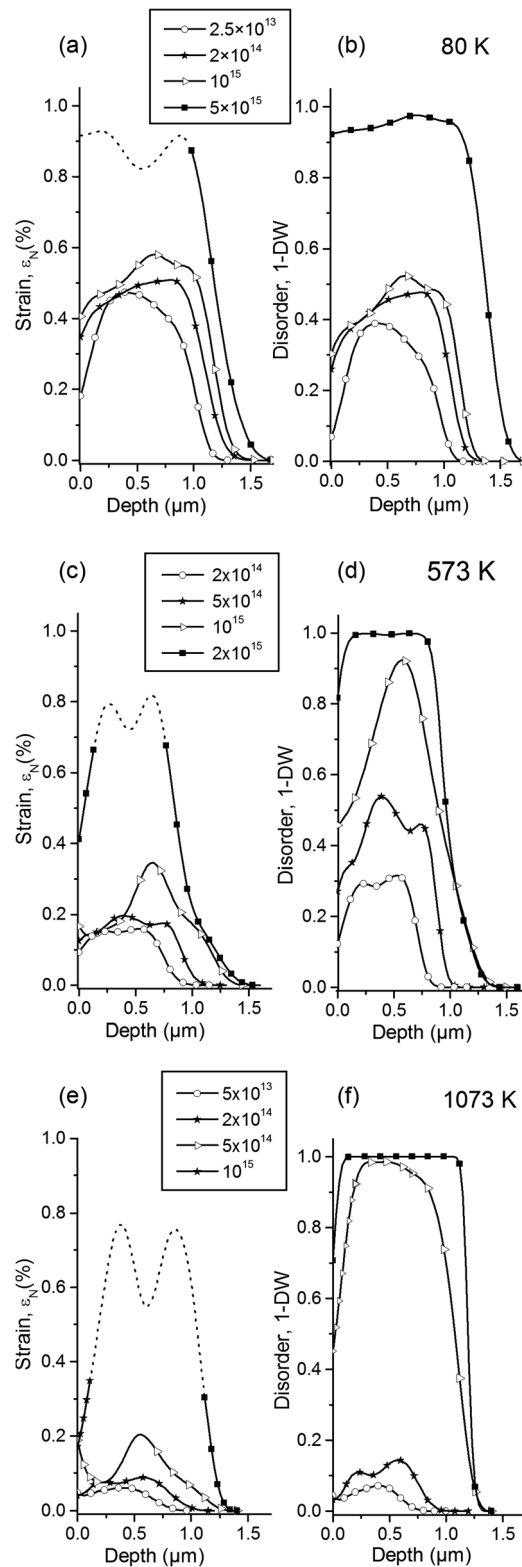 (a)
2.5×10¹³
2×10¹⁴
10¹⁵
5×10¹⁵
(b) 80 K
1.0
0.8
0.6
0.4
0.2
0.0
Strain, εN(%)
0.0 0.5 1.0 1.5
Depth (μm)
1.0
0.8
0.6
0.4
0.2
0.0
Disorder, 1-DW
0.0 0.5 1.0 1.5
Depth (μm)
(c)
2x10¹⁴
5x10¹⁴
10¹⁵
2x10¹⁵
(d) 573 K
1.0
0.8
0.6
0.4
0.2
0.0
Strain, εN(%)
0.0 0.5 1.0 1.5
Depth (μm)
1.0
0.8
0.6
0.4
0.2
0.0
Disorder, 1-DW
0.0 0.5 1.0 1.5
Depth (μm)
(e)
5x10¹³
2x10¹⁴
5x10¹⁴
10¹⁵
(f) 1073 K
1.0
0.8
0.6
0.4
0.2
0.0
Strain, εN(%)
0.0 0.5 1.0 1.5
Depth (μm)
1.0
0.8
0.6
0.4
0.2
0.0
Disorder, 1-DW
0.0 0.5 1.0 1.5
Depth (μm)